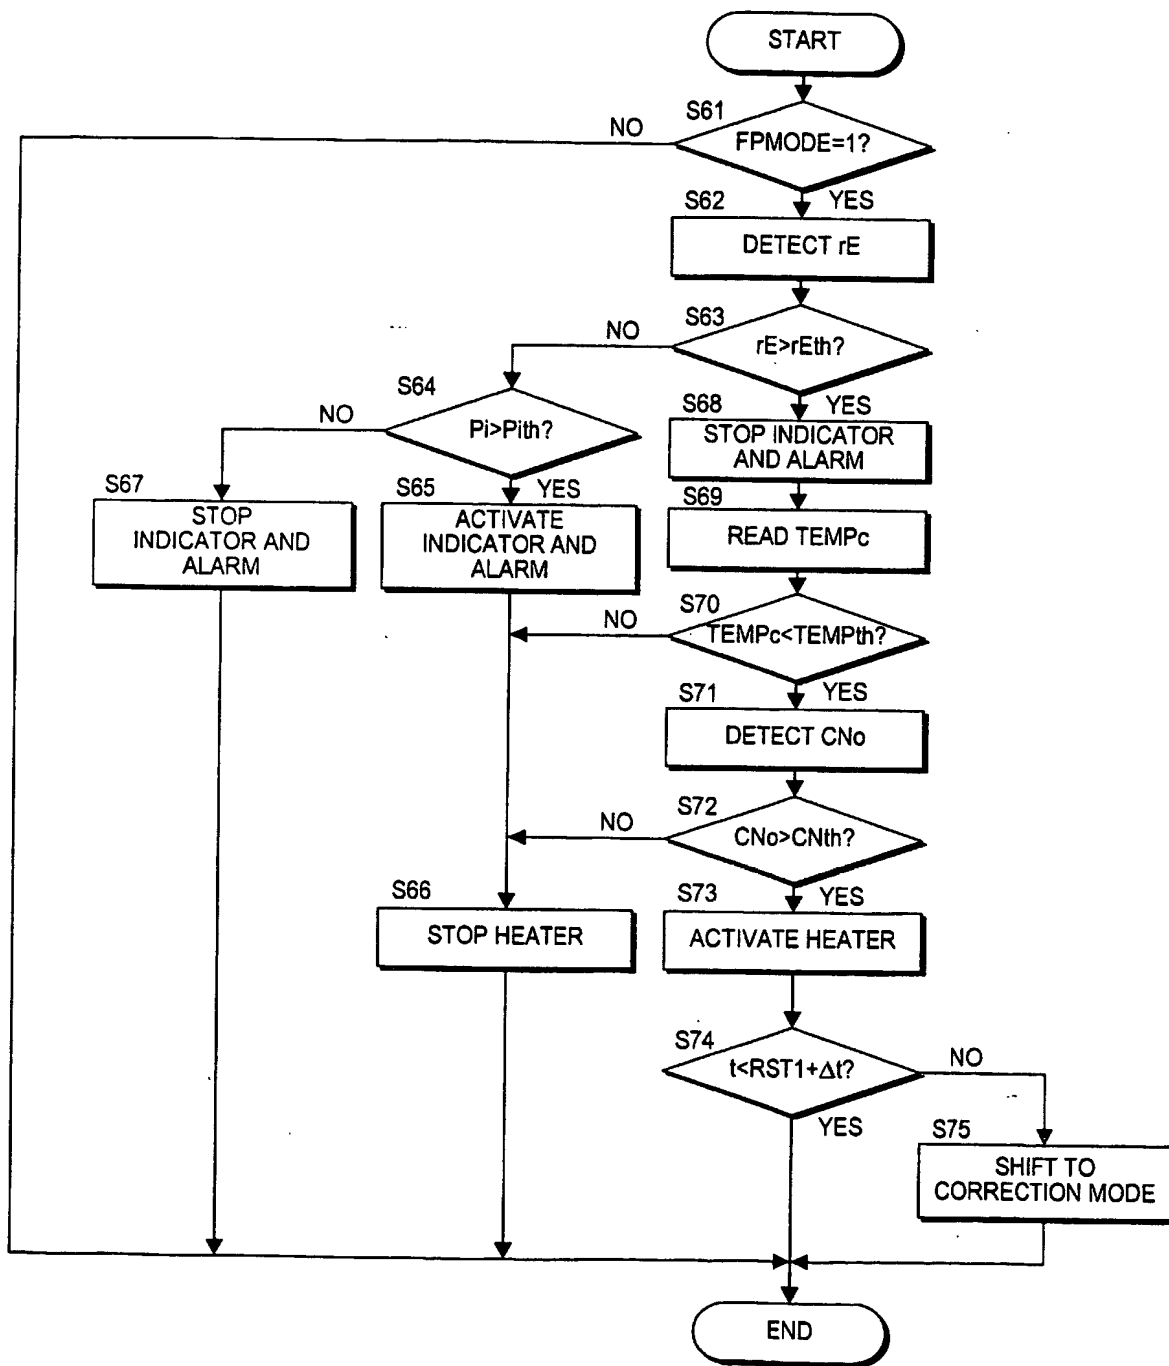 START
S61
NO
FPMODE=1?
YES
S62
DETECT rE
S63
NO
rE>rEth?
YES
S64
NO
Pi>Pith?
YES
S68
STOP INDICATOR
AND ALARM
S67
STOP
INDICATOR AND
ALARM
S65
ACTIVATE
INDICATOR AND
ALARM
S69
READ TEMPc
S70
NO
TEMPc<TEMPth?
YES
S71
DETECT CNo
S72
NO
CNo>CNth?
YES
S66
STOP HEATER
S73
ACTIVATE HEATER
S74
t<RST1+Δt?
NO
YES
S75
SHIFT TO
CORRECTION MODE
END